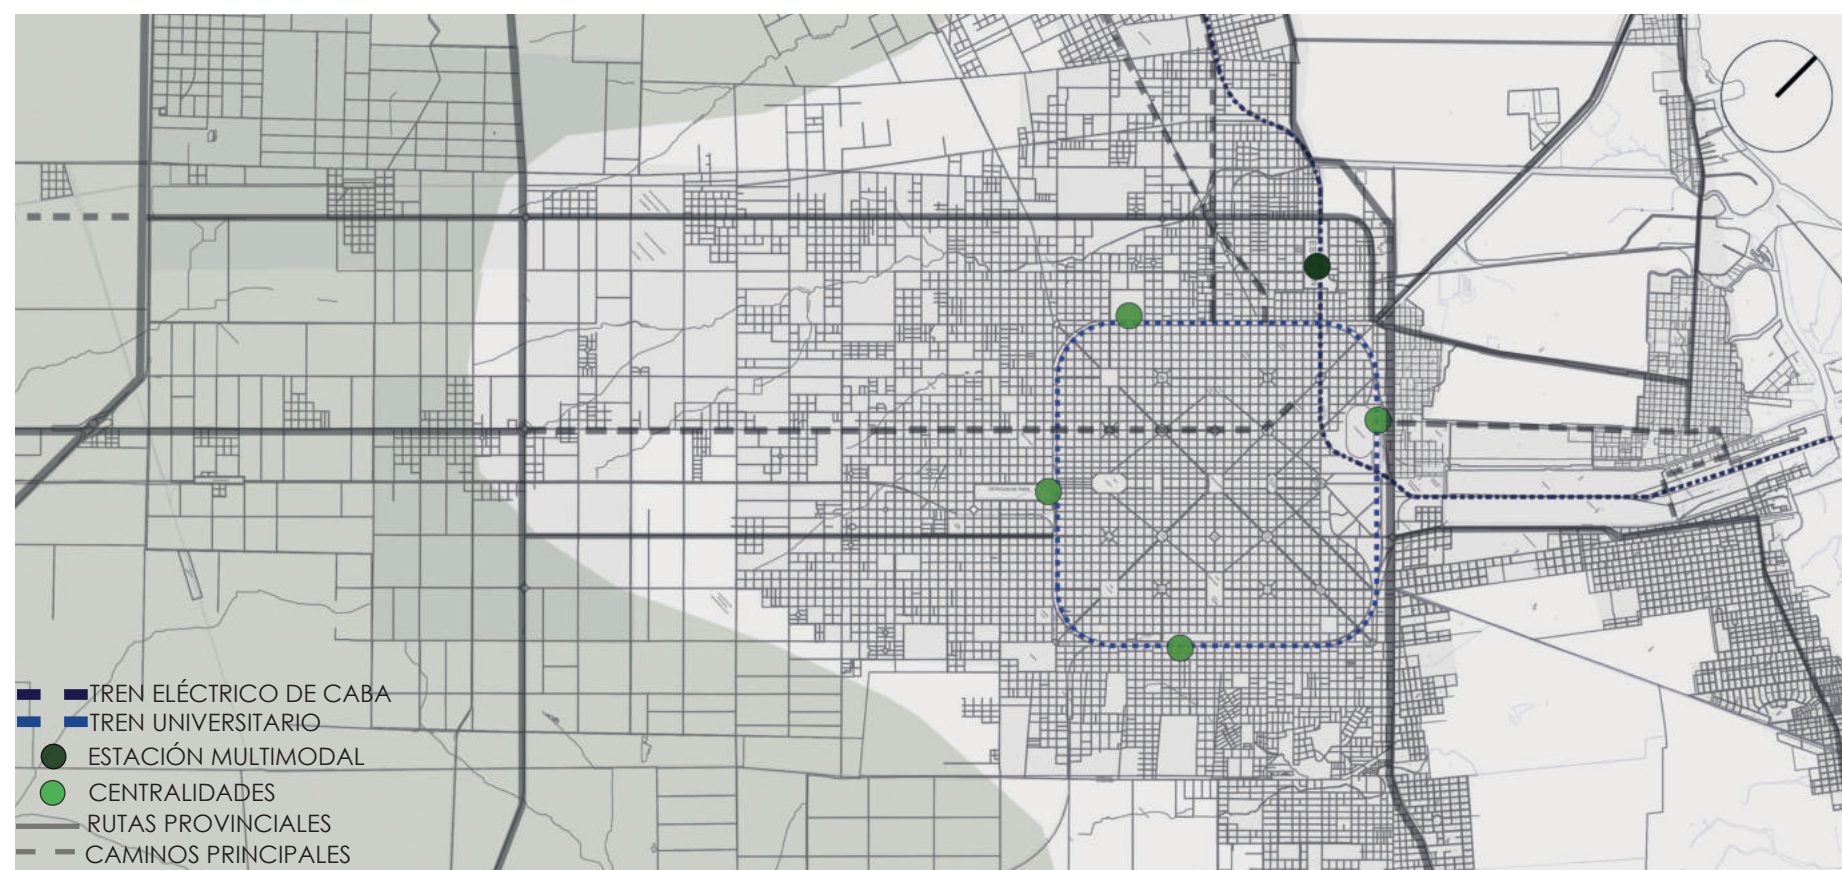 TREN ELÉCTRICO DE CABA
TREN UNIVERSITARIO
ESTACIÓN MULTIMODAL
CENTRALIDADES
RUTAS PROVINCIALES
CAMINOS PRINCIPALES